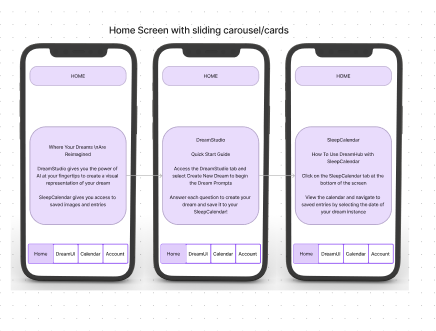 Home Screen with sliding carousel/cards
HOME
Where Your Dreams \nAre
Reimagined
DreamStudio gives you the power of
AI at your fingertips to create a visual
representation of your dream
SleepCalendar gives you access to
saved images and entries
Home
DreamUI
Calendar
Account
HOME
DreamStudio
Quick Start Guide
Access the DreamStudio tab and
select Create New Dream to begin
the Dream Prompts
Answer each question to create your
dream and save it to your
SleepCalendar!
Home
DreamUI
Calendar
Account
HOME
SleepCalendar
How To Use DreamHub with
SleepCalendar
Click on the SleepCalendar tab at the
bottom of the screen
View the calendar and navigate to
saved entries by selecting the date of
your dream instance
Home
DreamUI
Calendar
Account